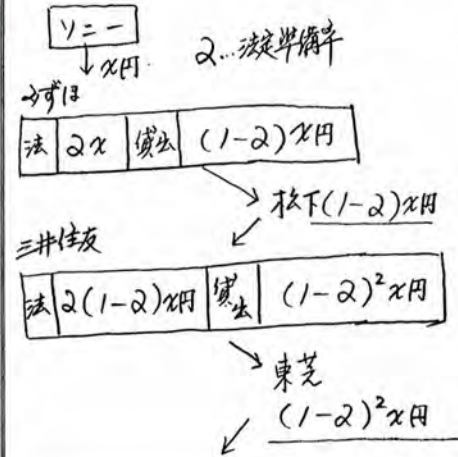 ソニー
↓x円 α…法定準備率
みずほ
法 αx 貸出 (1-α)x円
松下(1-α)x円
三井住友
法 α(1-α)x円 貸出 (1-α)²x円
東芝
(1-α)²x円